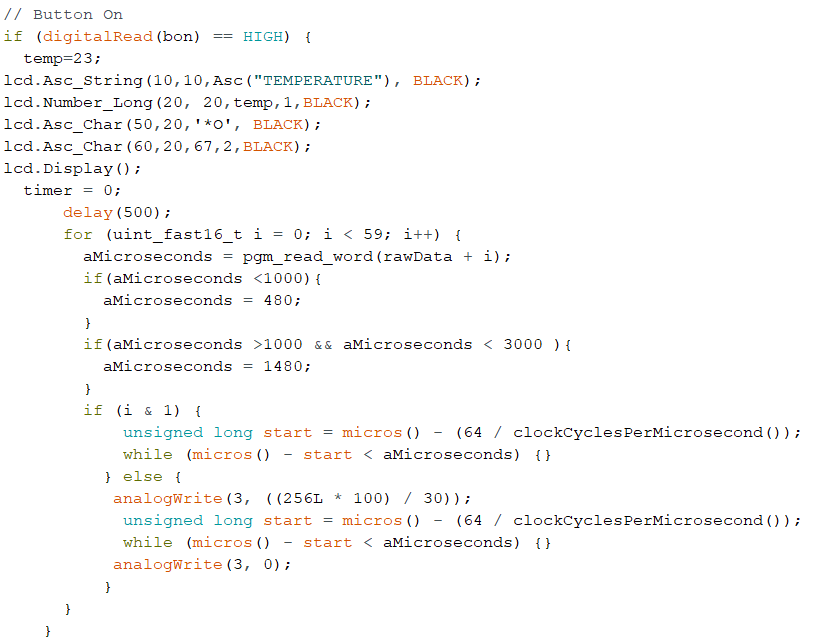 // Button On
if (digitalRead(bon) == HIGH) {
temp=23;
lcd.Asc_String(10,10,Asc("TEMPERATURE"), BLACK);
lcd.Number_Long(20, 20,temp,1,BLACK);
lcd.Asc_Char(50,20,'*O', BLACK);
lcd.Asc_Char(60,20,67,2,BLACK);
lcd.Display();
timer = 0;
delay(500);
for (uint_fast16_t i = 0; i < 59; i++) {
aMicroseconds = pgm_read_word(rawData + i);
if(aMicroseconds <1000){
aMicroseconds = 480;
}
if(aMicroseconds >1000 && aMicroseconds < 3000 ){
aMicroseconds = 1480;
}
if (i & 1) {
unsigned long start = micros() - (64 / clockCyclesPerMicrosecond());
while (micros() - start < aMicroseconds) {}
} else {
analogWrite(3, ((256L * 100) / 30));
unsigned long start = micros() - (64 / clockCyclesPerMicrosecond());
while (micros() - start < aMicroseconds) {}
analogWrite(3, 0);
}
}
}